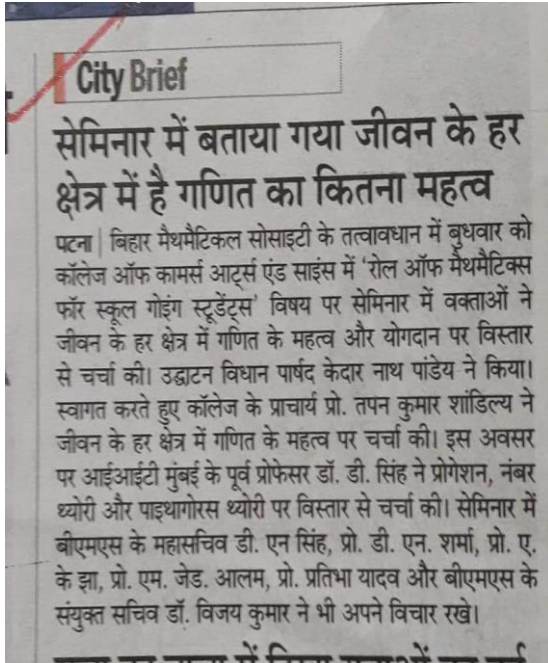 City Brief
सेमिनार में बताया गया जीवन के हर
क्षेत्र में है गणित का कितना महत्व
पटना | बिहार मैथमैटिकल सोसाइटी के तत्वावधान में बुधवार को
कॉलेज ऑफ कामर्स आर्ट्स एंड साइंस में 'रोल ऑफ मैथमैटिक्स
फॉर स्कूल गोइंग स्टूडेंट्स' विषय पर सेमिनार में वक्ताओं ने
जीवन के हर क्षेत्र में गणित के महत्व और योगदान पर विस्तार
से चर्चा की। उद्घाटन विधान पार्षद केदार नाथ पांडेय ने किया।
स्वागत करते हुए कॉलेज के प्राचार्य प्रो. तपन कुमार शांडिल्य ने
जीवन के हर क्षेत्र में गणित के महत्व पर चर्चा की। इस अवसर
पर आईआईटी मुंबई के पूर्व प्रोफेसर डॉ. डी. सिंह ने प्रोगेशन, नंबर
थ्योरी और पाइथागोरस थ्योरी पर विस्तार से चर्चा की। सेमिनार में
बीएमएस के महासचिव डी. एन सिंह, प्रो. डी. एन. शर्मा, प्रो. ए.
के झा, प्रो. एम. जेड. आलम, प्रो. प्रतिभा यादव और बीएमएस के
संयुक्त सचिव डॉ. विजय कुमार ने भी अपने विचार रखे।